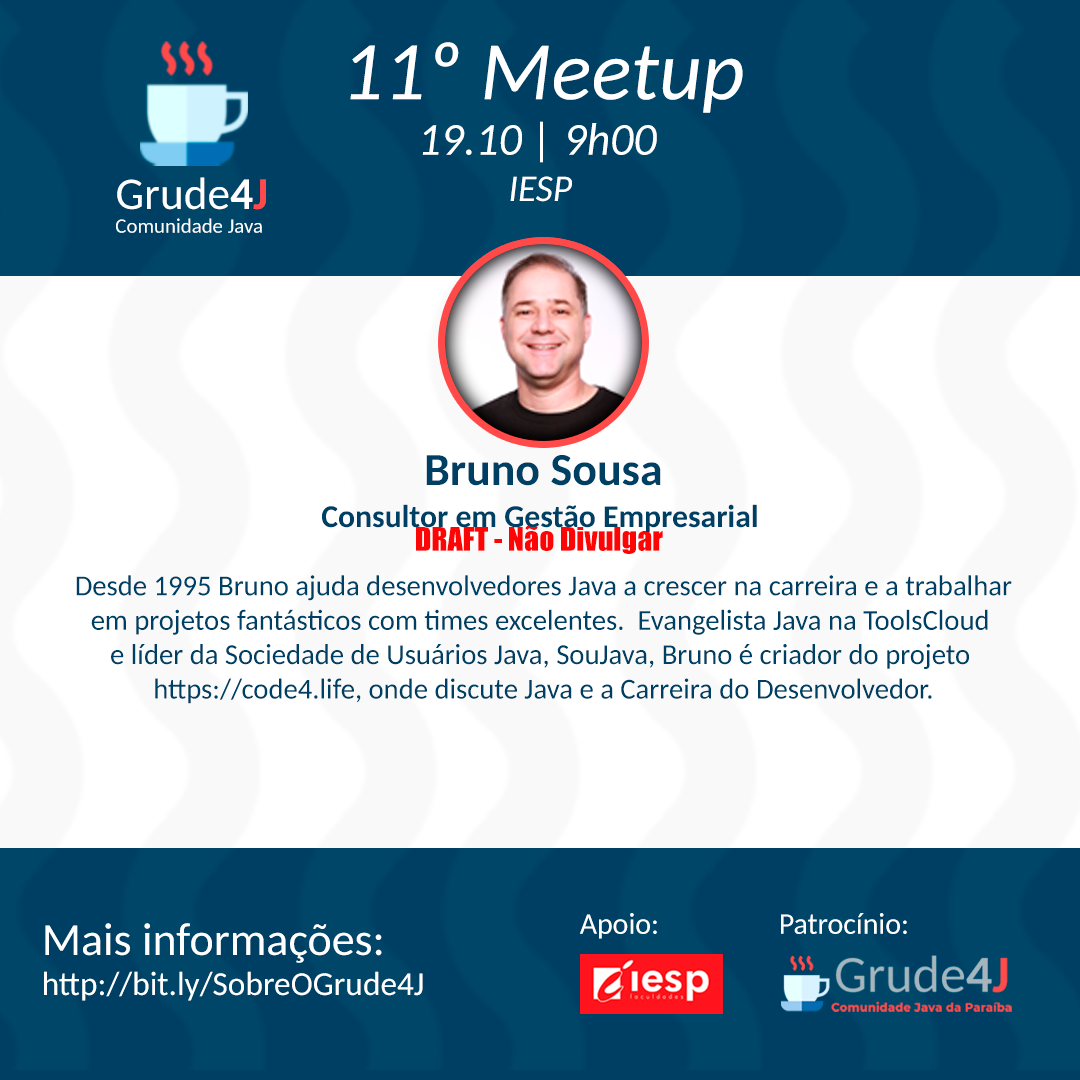 11º Meetup
19.10 | 9h00
IESP
Grude4J
Comunidade Java
Bruno Sousa
Consultor em Gestão Empresarial
DRAFT - Não Divulgar
Desde 1995 Bruno ajuda desenvolvedores Java a crescer na carreira e a trabalhar
em projetos fantásticos com times excelentes. Evangelista Java na ToolsCloud
e líder da Sociedade de Usuários Java, SouJava, Bruno é criador do projeto
https://code4.life, onde discute Java e a Carreira do Desenvolvedor.
Mais informações:
http://bit.ly/SobreOGrude4J
Apoio:
iesp
faculdades
Patrocínio:
Grude4J
Comunidade Java da Paraíba